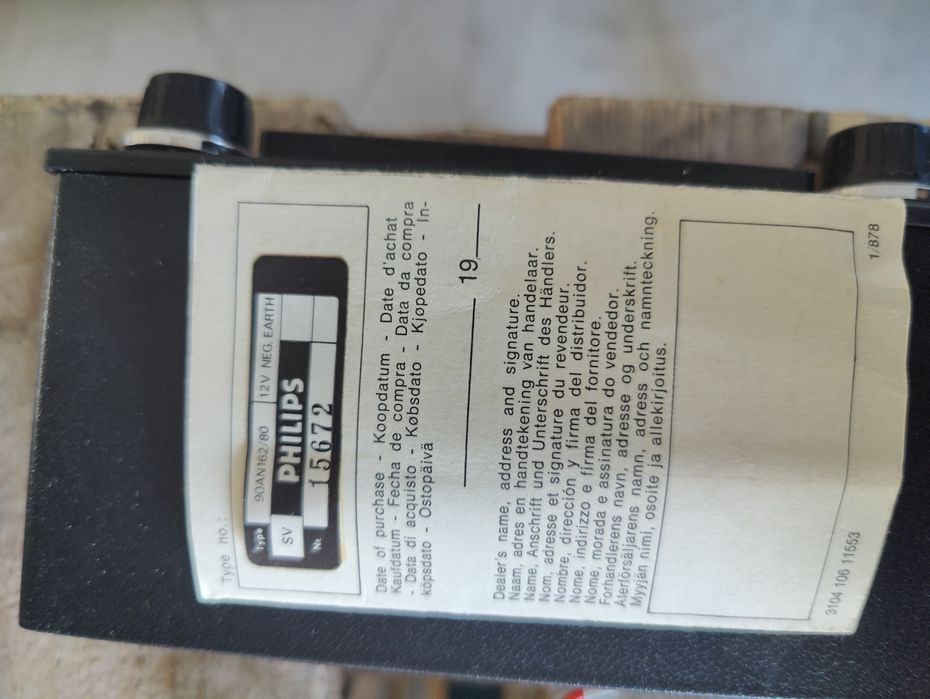 Type no.:
Type 90AN162/80 12V NEG. EARTH
SV PHILIPS
Nr. 15672
Date of purchase - Koopdatum - Date d'achat
Kaufdatum - Fecha de compra - Data da compra
- Data di acquisto - Købsdato - Kjøpedato - In-
köpsdato - Ostopäivä
19
Dealer's name, address and signature.
Naam, adres en handtekening van handelaar.
Name, Anschrift und Unterschrift des Händlers.
Nom, adresse et signature du revendeur.
Nombre, dirección y firma del distribuidor.
Nome, indirizzo e firma del fornitore.
Nome, morada e assinatura do vendedor.
Forhandlerens navn, adresse og underskrift.
Återförsäljarens namn, adress och namnteckning.
Myyjän nimi, osoite ja allekirjoitus.
3104 106 11553
1/878